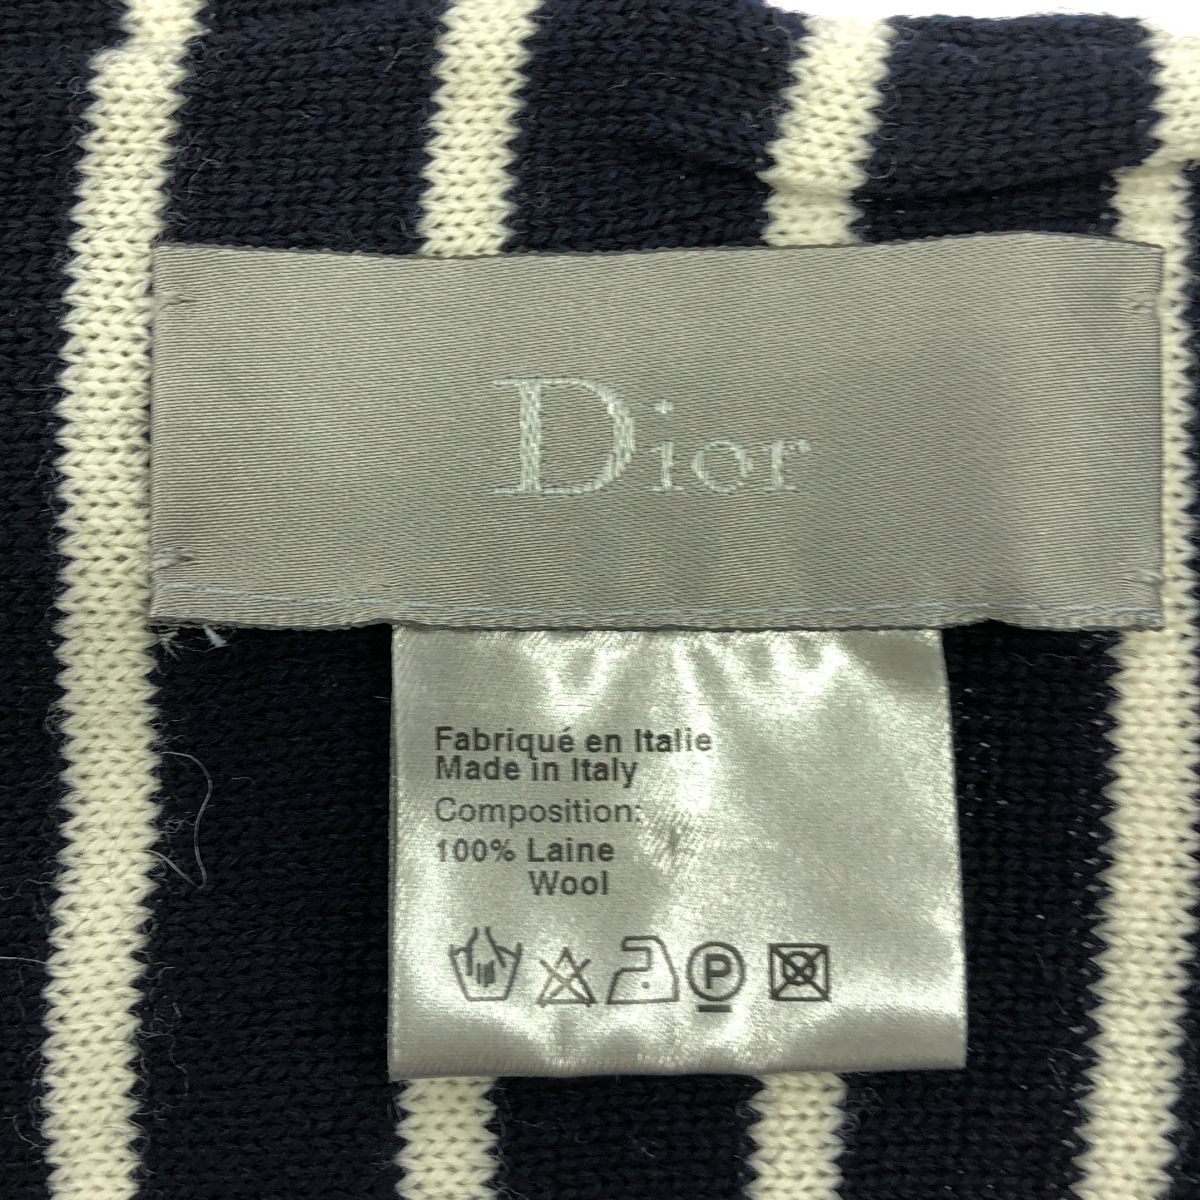 Dior
Fabriqué en Italie
Made in Italy
Composition:
100% Laine
Wool
P